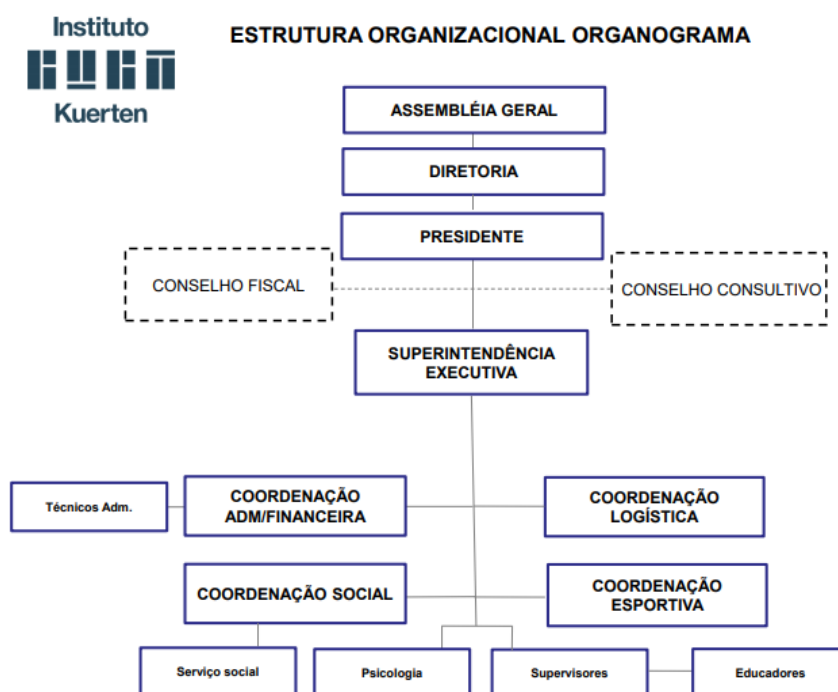 Instituto
GUGA
Kuerten
ESTRUTURA ORGANIZACIONAL ORGANOGRAMA
ASSEMBLÉIA GERAL
DIRETORIA
PRESIDENTE
CONSELHO FISCAL
CONSELHO CONSULTIVO
SUPERINTENDÊNCIA
EXECUTIVA
Técnicos Adm.
COORDENAÇÃO
ADM/FINANCEIRA
COORDENAÇÃO
LOGÍSTICA
COORDENAÇÃO SOCIAL
COORDENAÇÃO
ESPORTIVA
Serviço social
Psicologia
Supervisores
Educadores